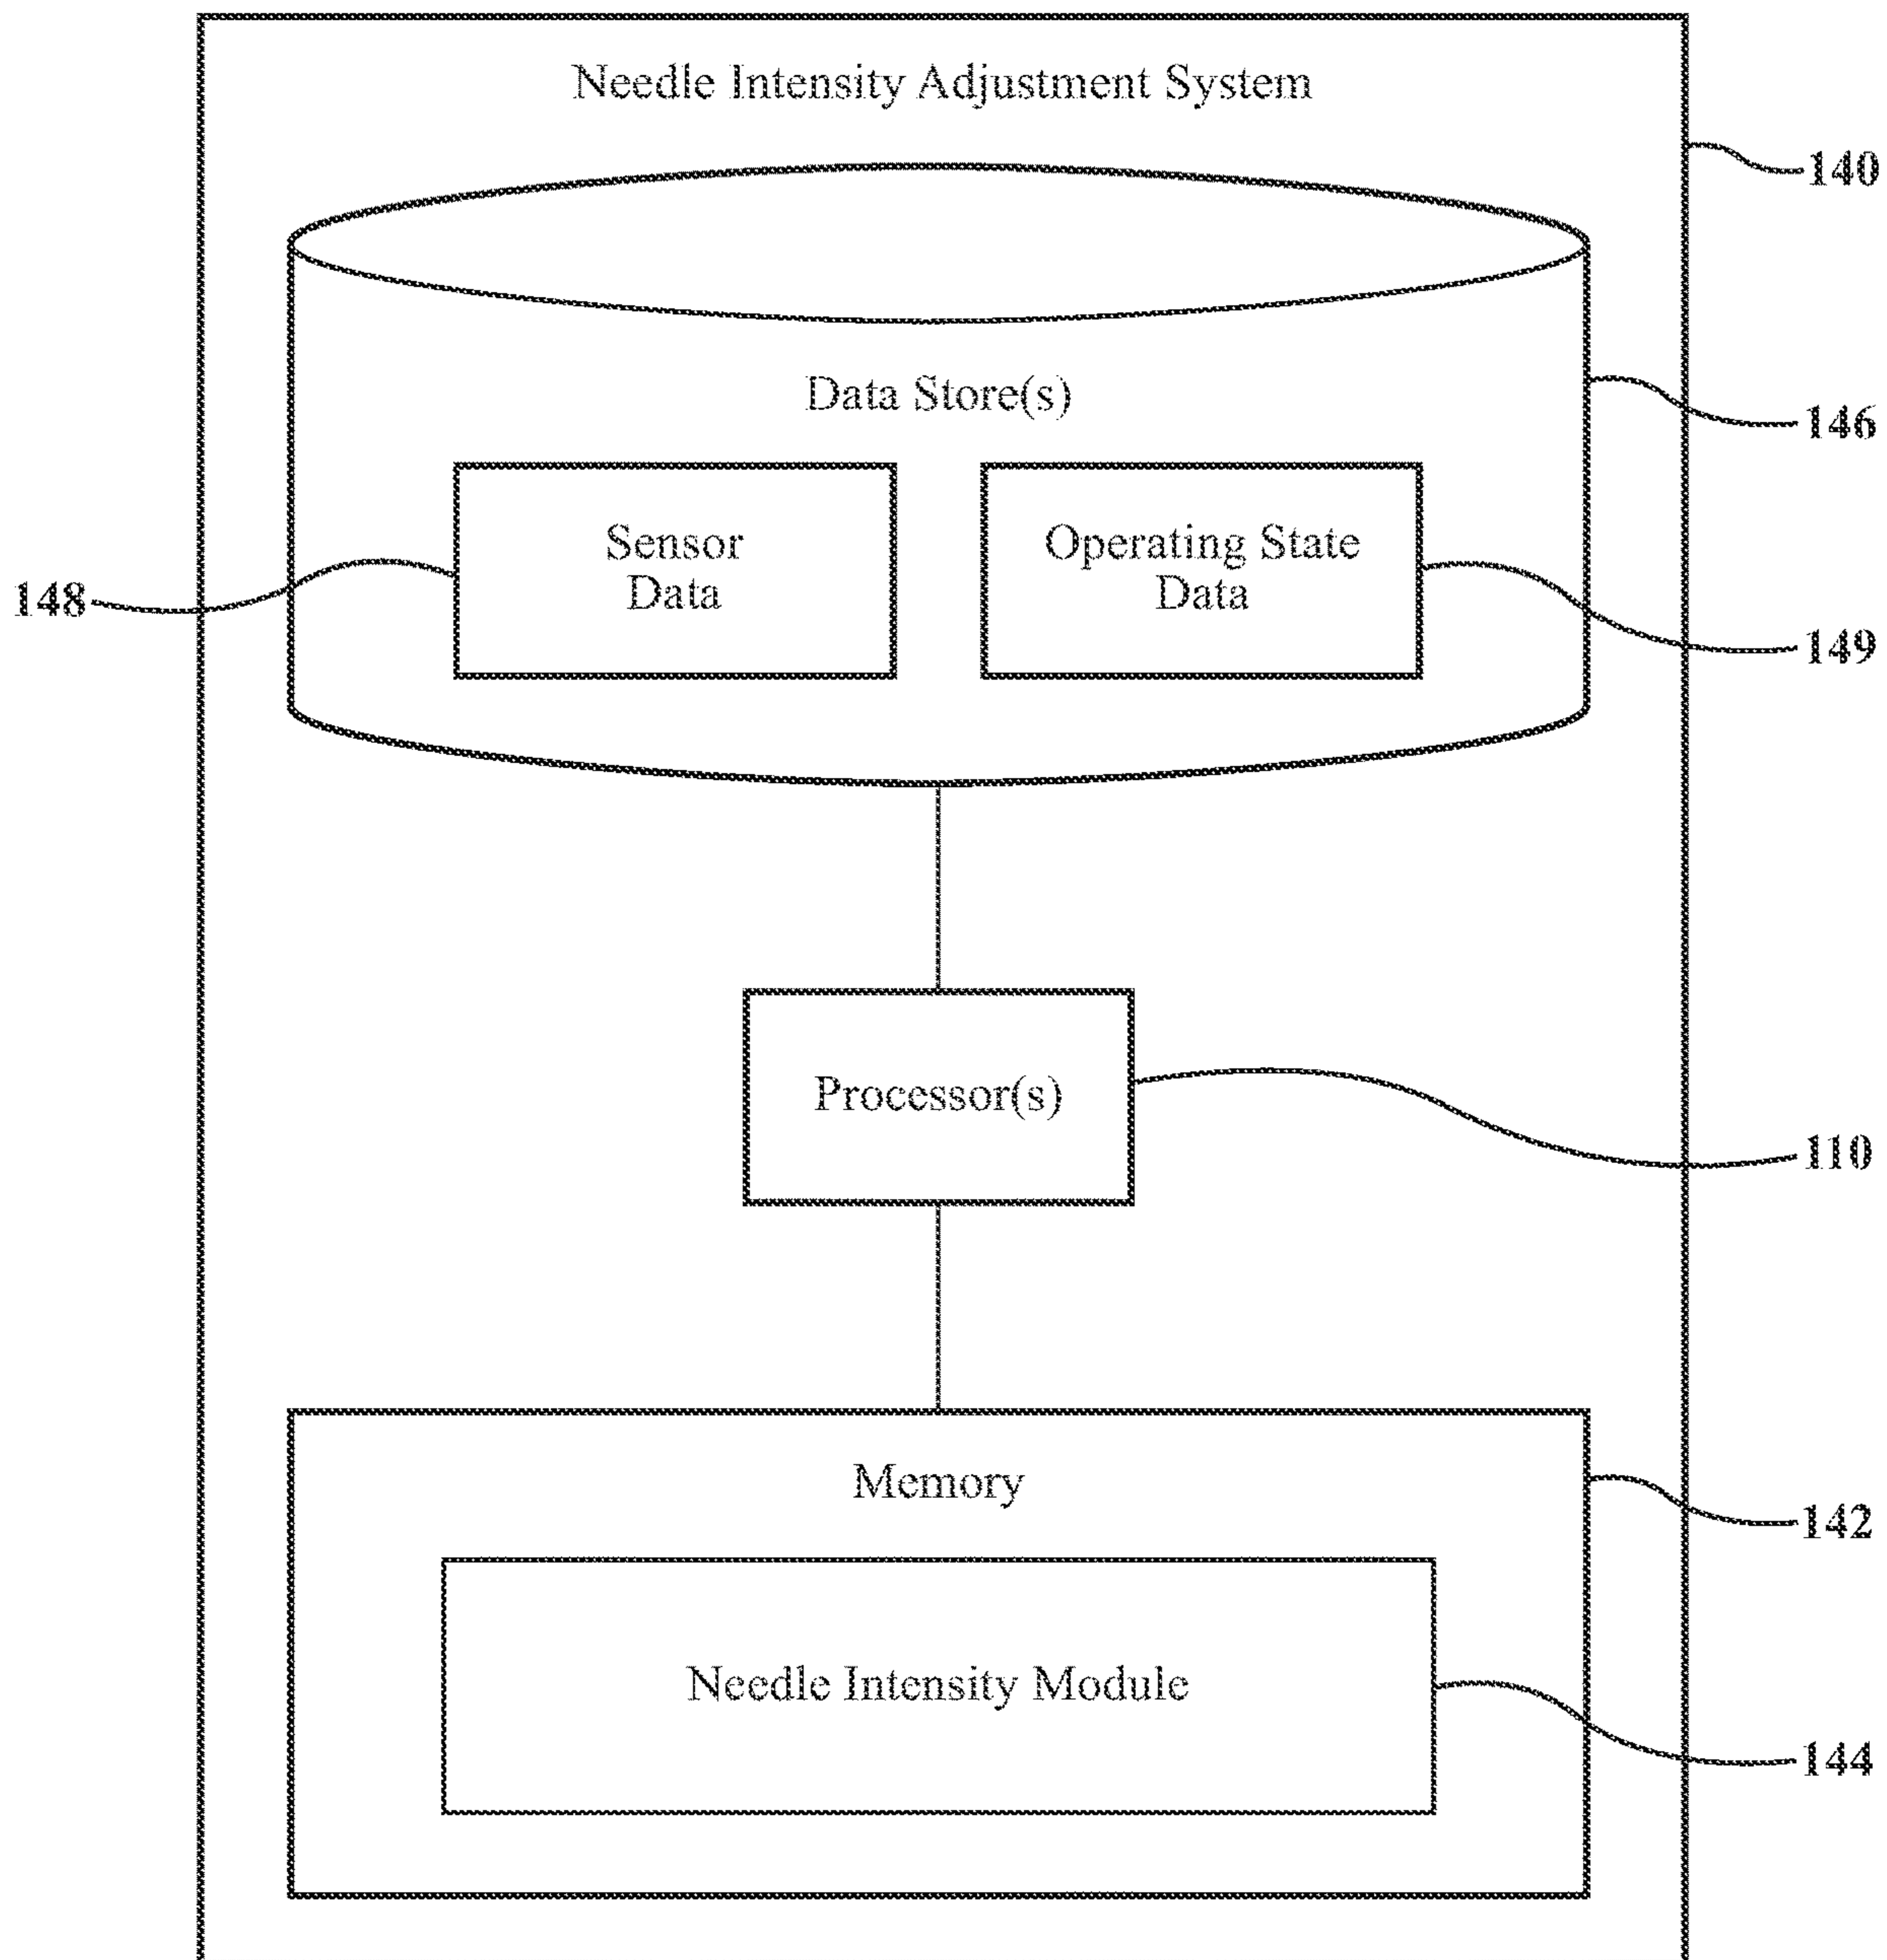 Needle Intensity Adjustment System
140
Data Store(s)
146
Sensor
Data
Operating State
Data
148
149
Processor(s)
110
Memory
142
Needle Intensity Module
144